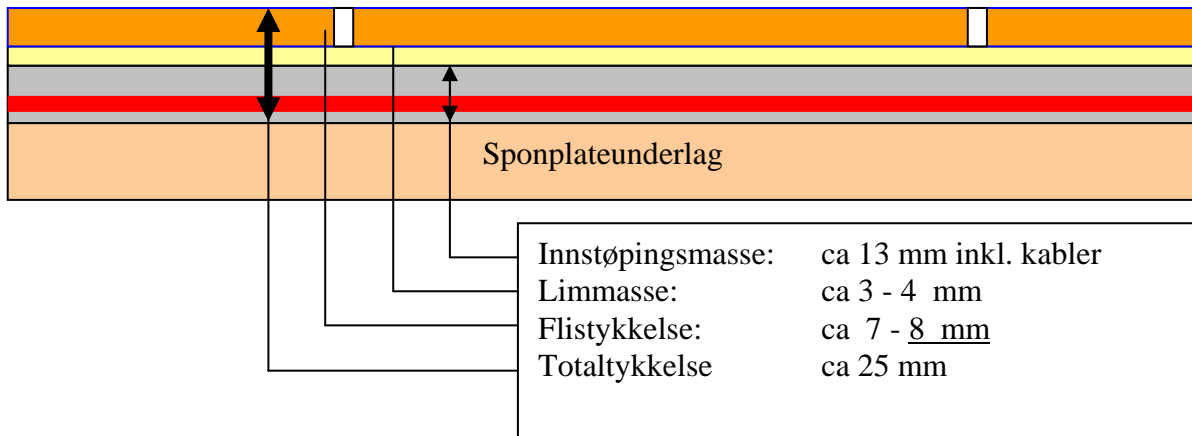 Sponplateunderlag
Innstøpingsmasse: ca 13 mm inkl. kabler
Limmasse: ca 3 - 4 mm
Flistykkelse: ca 7 - 8 mm
Totaltykkelse ca 25 mm